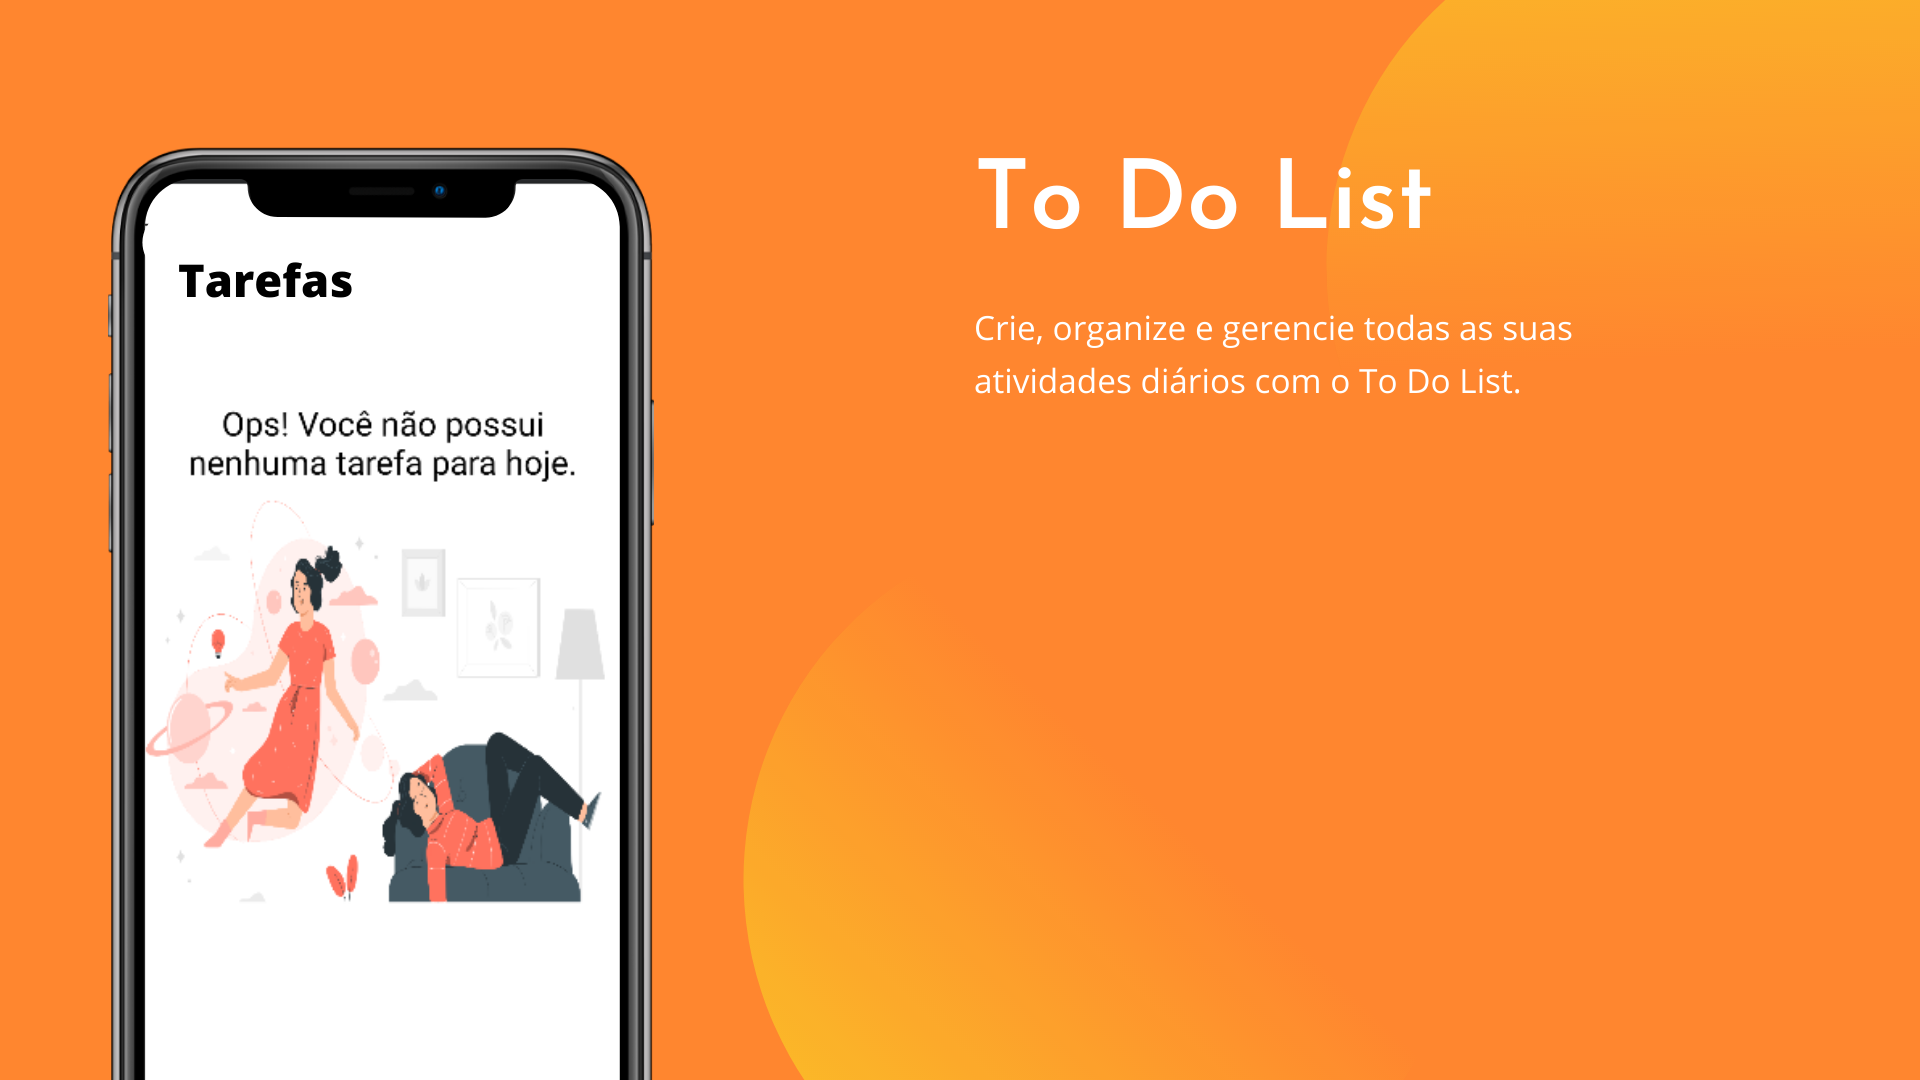 Tarefas
Ops! Você não possui
nenhuma tarefa para hoje.
To Do List
Crie, organize e gerencie todas as suas
atividades diários com o To Do List.